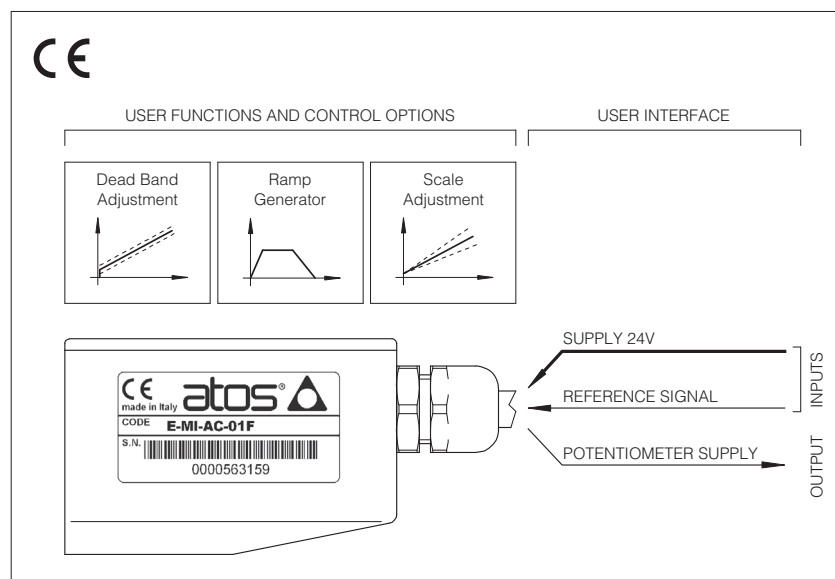 CE
USER FUNCTIONS AND CONTROL OPTIONS
USER INTERFACE
Dead Band
Adjustment
Ramp
Generator
Scale
Adjustment
SUPPLY 24V
REFERENCE SIGNAL
INPUTS
POTENTIOMETER SUPPLY
OUTPUT
CE
made in Italy
atos®
CODE E-MI-AC-01F
S.N.
0000563159